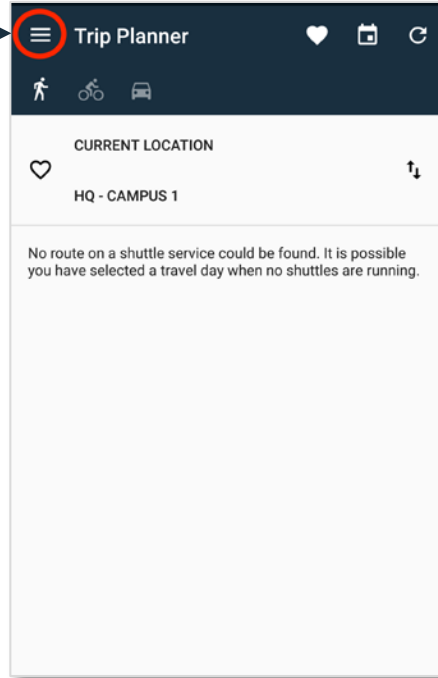 Trip Planner
CURRENT LOCATION
HQ - CAMPUS 1
No route on a shuttle service could be found. It is possible
you have selected a travel day when no shuttles are running.